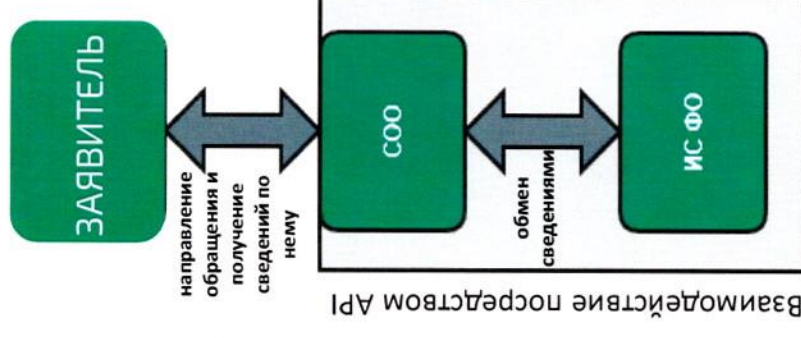 ЗАЯВИТЕЛЬ
направление
обращения и
получение
сведений по
нему
СОО
обмен
сведениями
ИС ФО
Взаимодействие посредством API